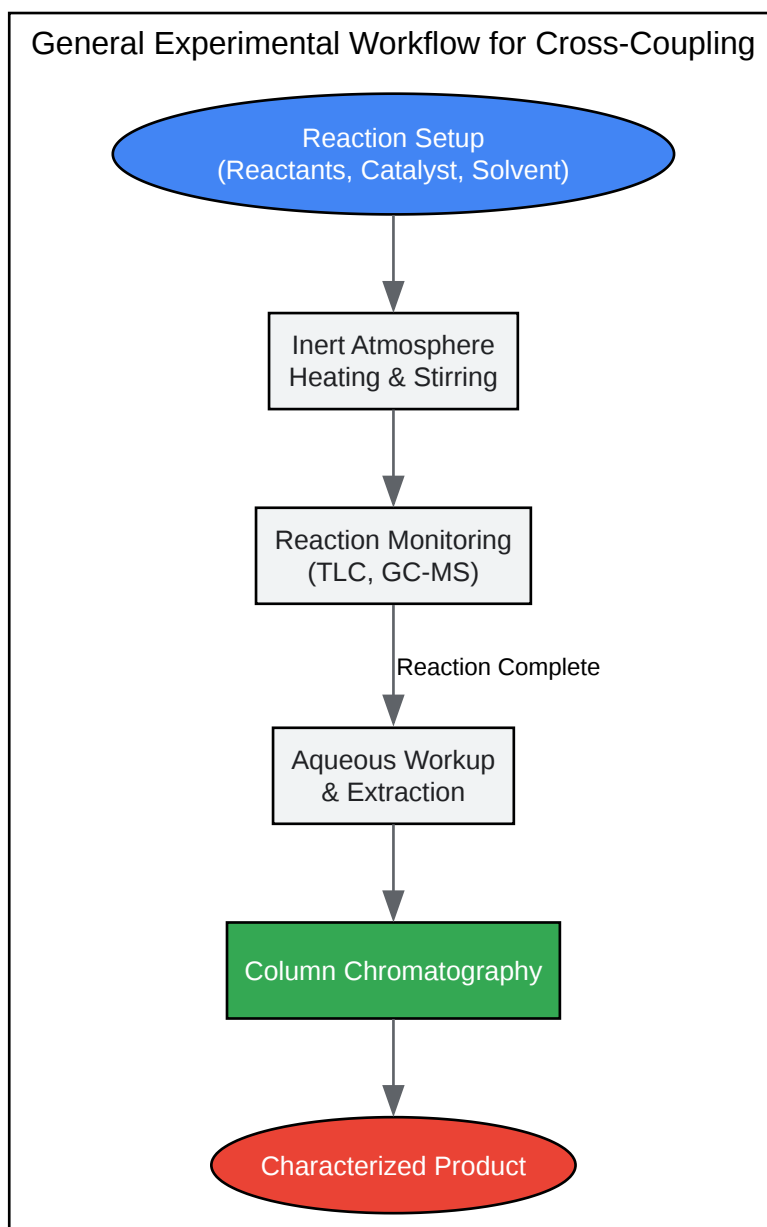 General Experimental Workflow for Cross-Coupling
Reaction Setup
(Reactants, Catalyst, Solvent)
Inert Atmosphere
Heating & Stirring
Reaction Monitoring
(TLC, GC-MS)
Reaction Complete
Aqueous Workup
& Extraction
Column Chromatography
Characterized Product